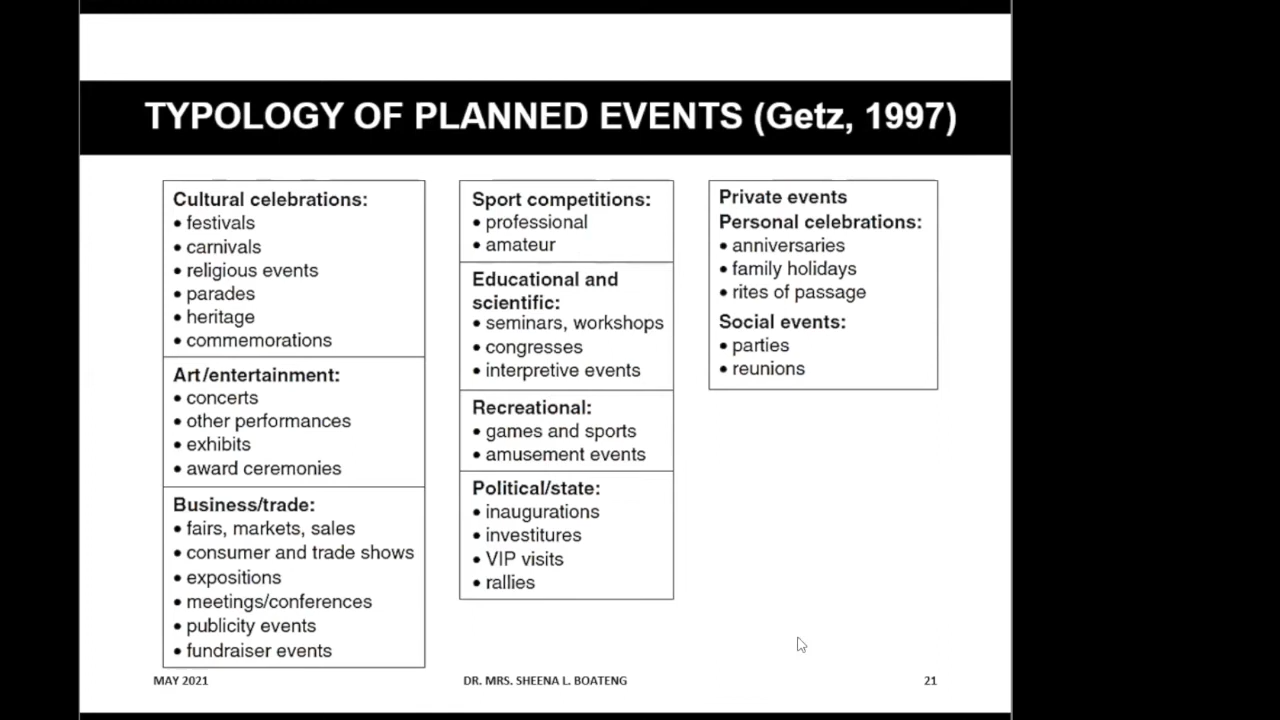 TYPOLOGY OF PLANNED EVENTS (Getz, 1997)
Cultural celebrations:
• festivals
• carnivals
• religious events
• parades
• heritage
• commemorations
Art/entertainment:
• concerts
• other performances
• exhibits
• award ceremonies
Business/trade:
• fairs, markets, sales
• consumer and trade shows
• expositions
• meetings/conferences
• publicity events
• fundraiser events
Sport competitions:
• professional
• amateur
Educational and
scientific:
• seminars, workshops
• congresses
• interpretive events
Recreational:
• games and sports
• amusement events
Political/state:
• inaugurations
• investitures
• VIP visits
• rallies
Private events
Personal celebrations:
• anniversaries
• family holidays
• rites of passage
Social events:
• parties
• reunions
MAY 2021
DR. MRS. SHEENA L. BOATENG
21